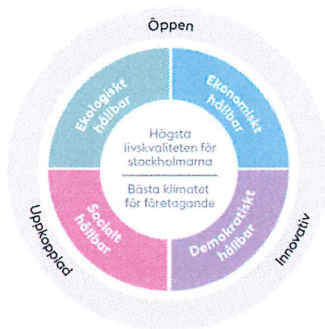 Öppen
Ekologiskt
hållbar
Ekonomiskt
hållbar
Högsta
livskvaliteten för
stockholmarna
Bästa klimatet
för företagande
Socialt
hållbar
Demokratiskt
hållbar
Uppkopplad
Innovativ